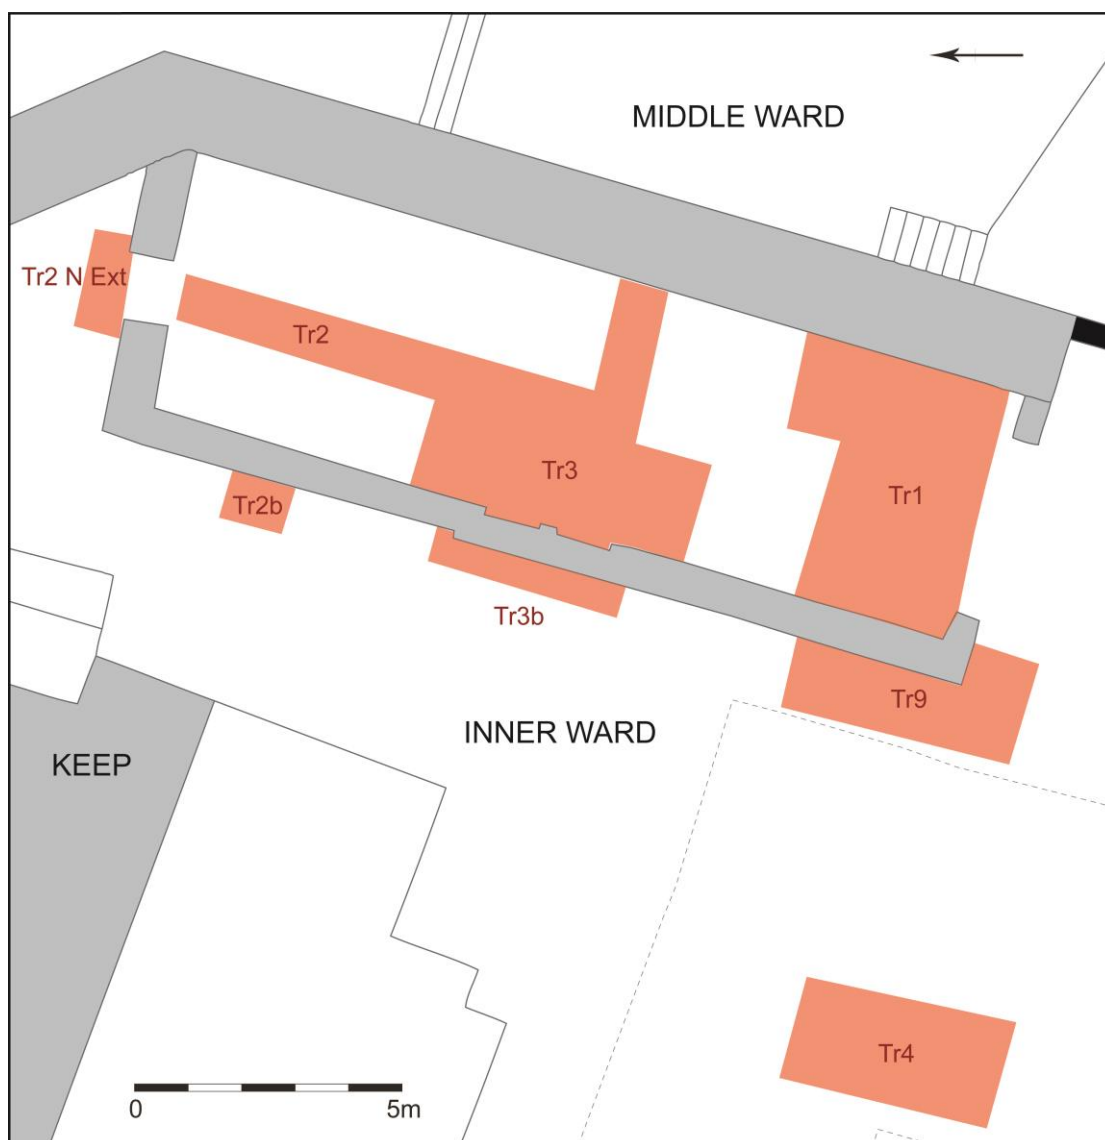 MIDDLE WARD
Tr2 N Ext
Tr2
Tr3
Tr1
Tr2b
Tr3b
Tr9
INNER WARD
KEEP
Tr4
0 5m